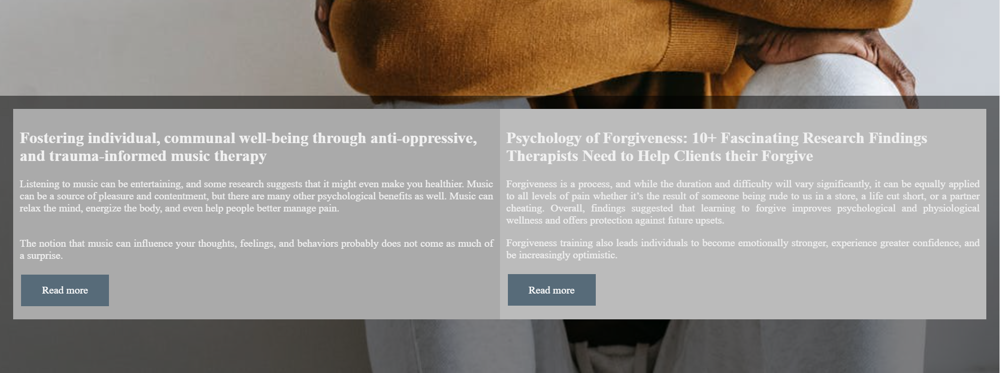 Fostering individual, communal well-being through anti-oppressive,
and trauma-informed music therapy
Listening to music can be entertaining, and some research suggests that it might even make you healthier. Music
can be a source of pleasure and contentment, but there are many other psychological benefits as well. Music can
relax the mind, energize the body, and even help people better manage pain.
The notion that music can influence your thoughts, feelings, and behaviors probably does not come as much of
a surprise.
Read more
Psychology of Forgiveness: 10+ Fascinating Research Findings
Therapists Need to Help Clients their Forgive
Forgiveness is a process, and while the duration and difficulty will vary significantly, it can be equally applied
to all levels of pain whether it’s the result of someone being rude to us in a store, a life cut short, or a partner
cheating. Overall, findings suggested that learning to forgive improves psychological and physiological
wellness and offers protection against future upsets.
Forgiveness training also leads individuals to become emotionally stronger, experience greater confidence, and
be increasingly optimistic.
Read more